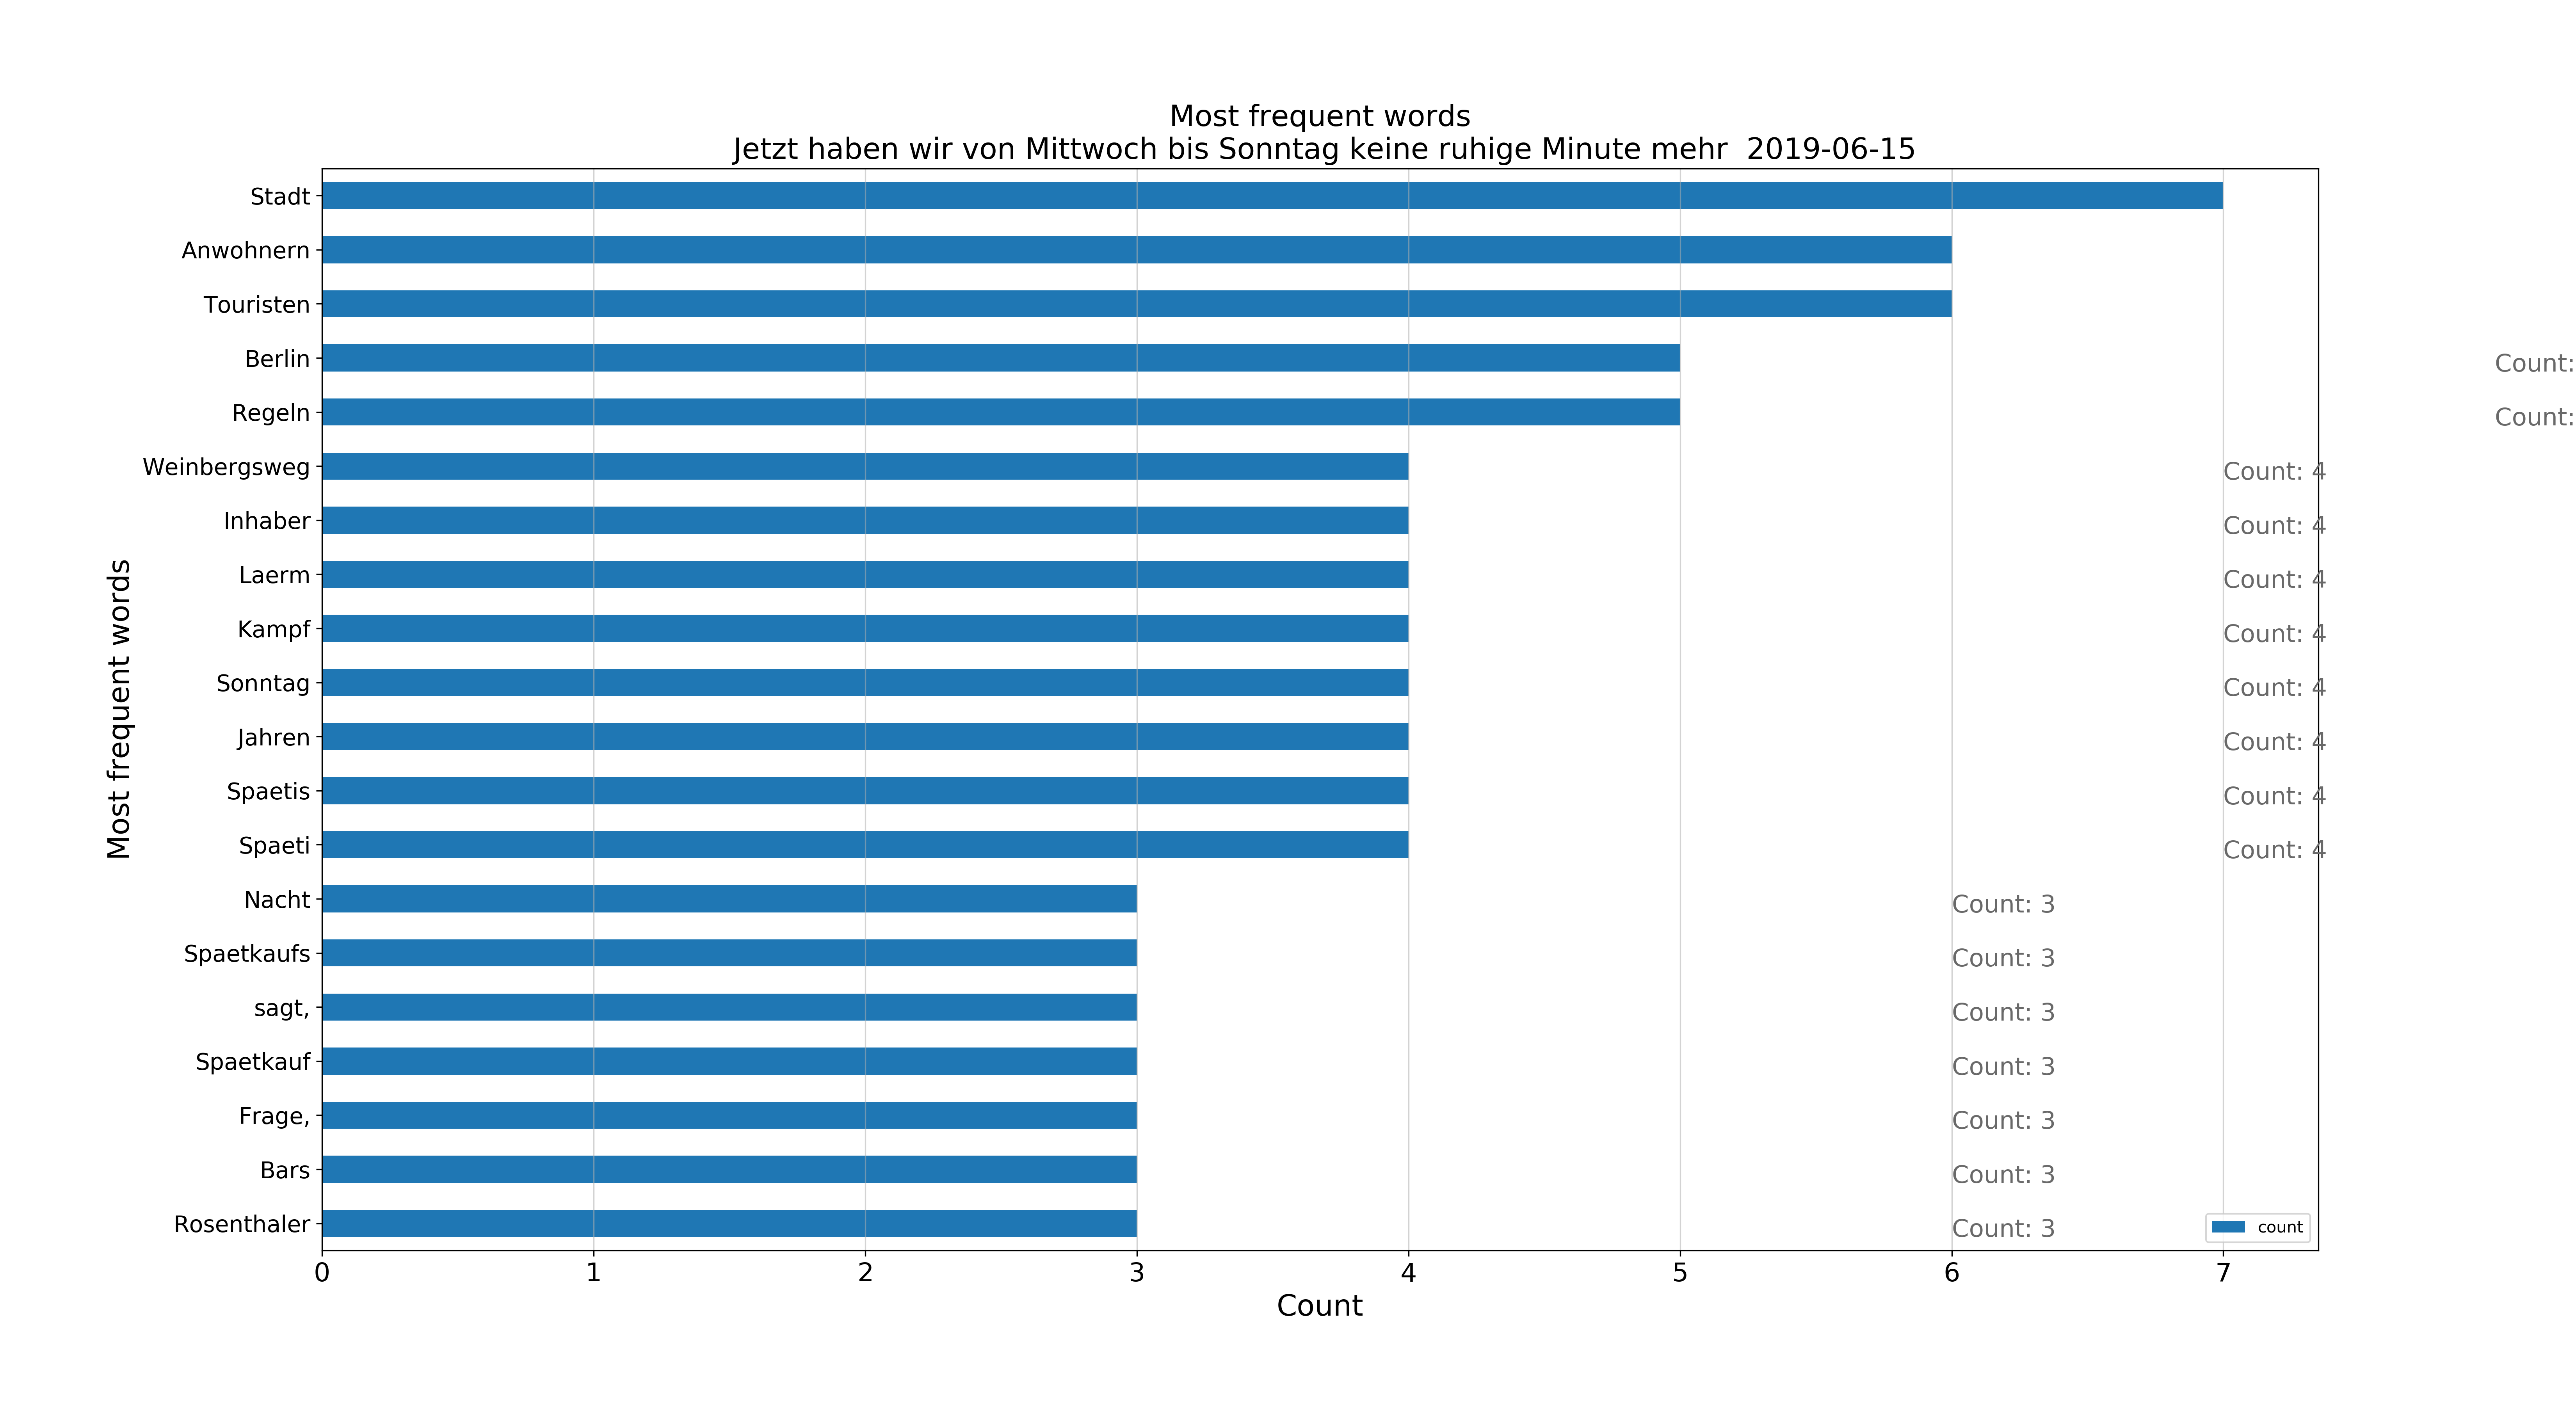 Most frequent words
Jetzt haben wir von Mittwoch bis Sonntag keine ruhige Minute mehr  2019-06-15
Most frequent words
Stadt
Anwohnern
Touristen
Berlin Count:
Regeln Count:
Weinbergsweg Count: 4
Inhaber Count: 4
Laerm Count: 4
Kampf Count: 4
Sonntag Count: 4
Jahren Count: 4
Spaetis Count: 4
Spaeti Count: 4
Nacht Count: 3
Spaetkaufs Count: 3
sagt, Count: 3
Spaetkauf Count: 3
Frage, Count: 3
Bars Count: 3
Rosenthaler Count: 3
count
0 1 2 3 4 5 6 7
Count